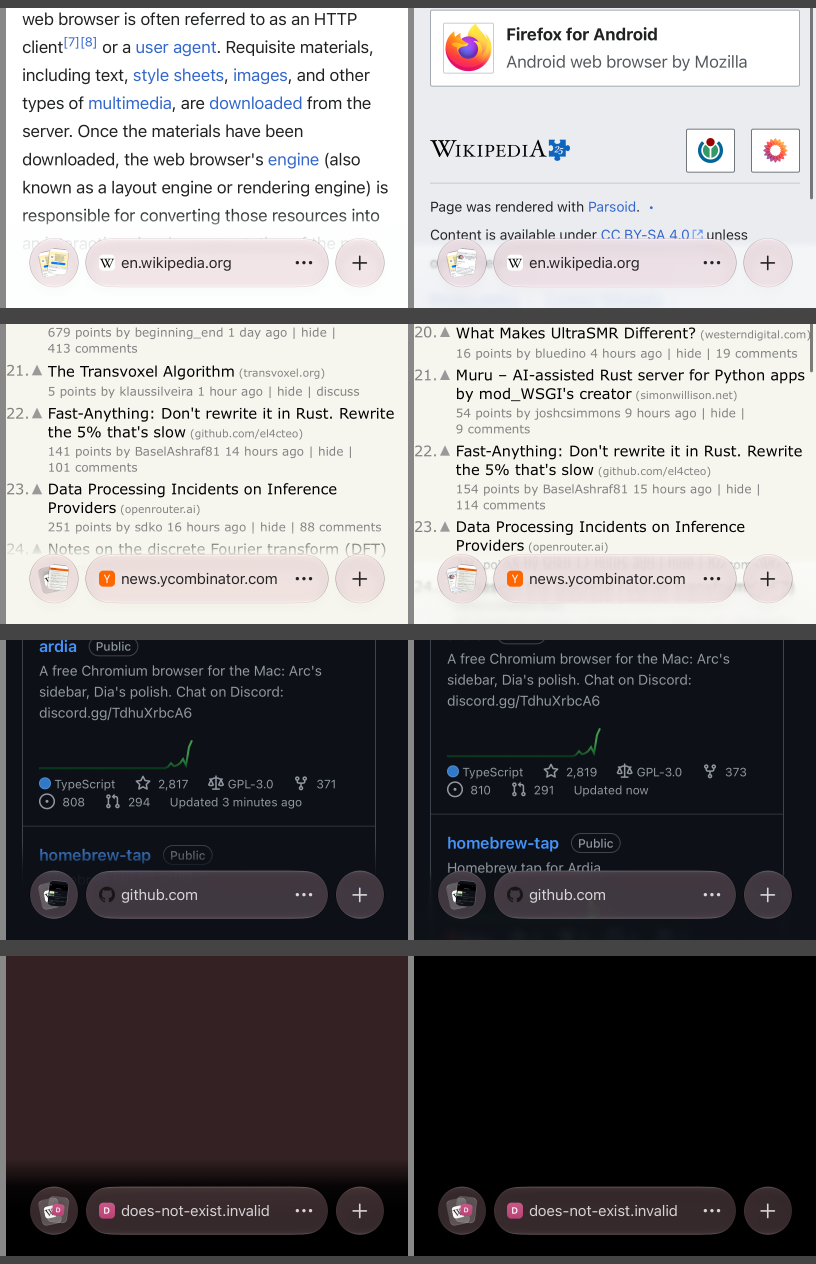 web browser is often referred to as an HTTP
client[7][8] or a user agent. Requisite materials,
including text, style sheets, images, and other
types of multimedia, are downloaded from the
server. Once the materials have been
downloaded, the web browser's engine (also
known as a layout engine or rendering engine) is
responsible for converting those resources into
W en.wikipedia.org ••• +
Firefox for Android
Android web browser by Mozilla
WIKIPEDIA 25
Page was rendered with Parsoid. •
Content is available under CC BY-SA 4.0 unless
W en.wikipedia.org ••• +
679 points by beginning_end 1 day ago | hide |
413 comments
21. ▲ The Transvoxel Algorithm (transvoxel.org)
5 points by klaussilveira 1 hour ago | hide | discuss
22. ▲ Fast-Anything: Don't rewrite it in Rust. Rewrite
the 5% that's slow (github.com/el4cteo)
141 points by BaselAshraf81 14 hours ago | hide |
101 comments
23. ▲ Data Processing Incidents on Inference
Providers (openrouter.ai)
251 points by sdko 16 hours ago | hide | 88 comments
24. ▲ Notes on the discrete Fourier transform (DFT)
Y news.ycombinator.com ••• +
20. ▲ What Makes UltraSMR Different? (westerndigital.com)
16 points by bluedino 4 hours ago | hide | 19 comments
21. ▲ Muru – AI-assisted Rust server for Python apps
by mod_WSGI's creator (simonwillison.net)
54 points by joshcsimmons 9 hours ago | hide |
9 comments
22. ▲ Fast-Anything: Don't rewrite it in Rust. Rewrite
the 5% that's slow (github.com/el4cteo)
154 points by BaselAshraf81 15 hours ago | hide |
114 comments
23. ▲ Data Processing Incidents on Inference
Providers (openrouter.ai)
Y news.ycombinator.com ••• +
ardia Public
A free Chromium browser for the Mac: Arc's
sidebar, Dia's polish. Chat on Discord:
discord.gg/TdhuXrbcA6
TypeScript 2,817 GPL-3.0 371
808 294 Updated 3 minutes ago
homebrew-tap Public
github.com ••• +
A free Chromium browser for the Mac: Arc's
sidebar, Dia's polish. Chat on Discord:
discord.gg/TdhuXrbcA6
TypeScript 2,819 GPL-3.0 373
810 291 Updated now
homebrew-tap Public
Homebrew tap for Ardia
github.com ••• +
D does-not-exist.invalid ••• +
D does-not-exist.invalid ••• +